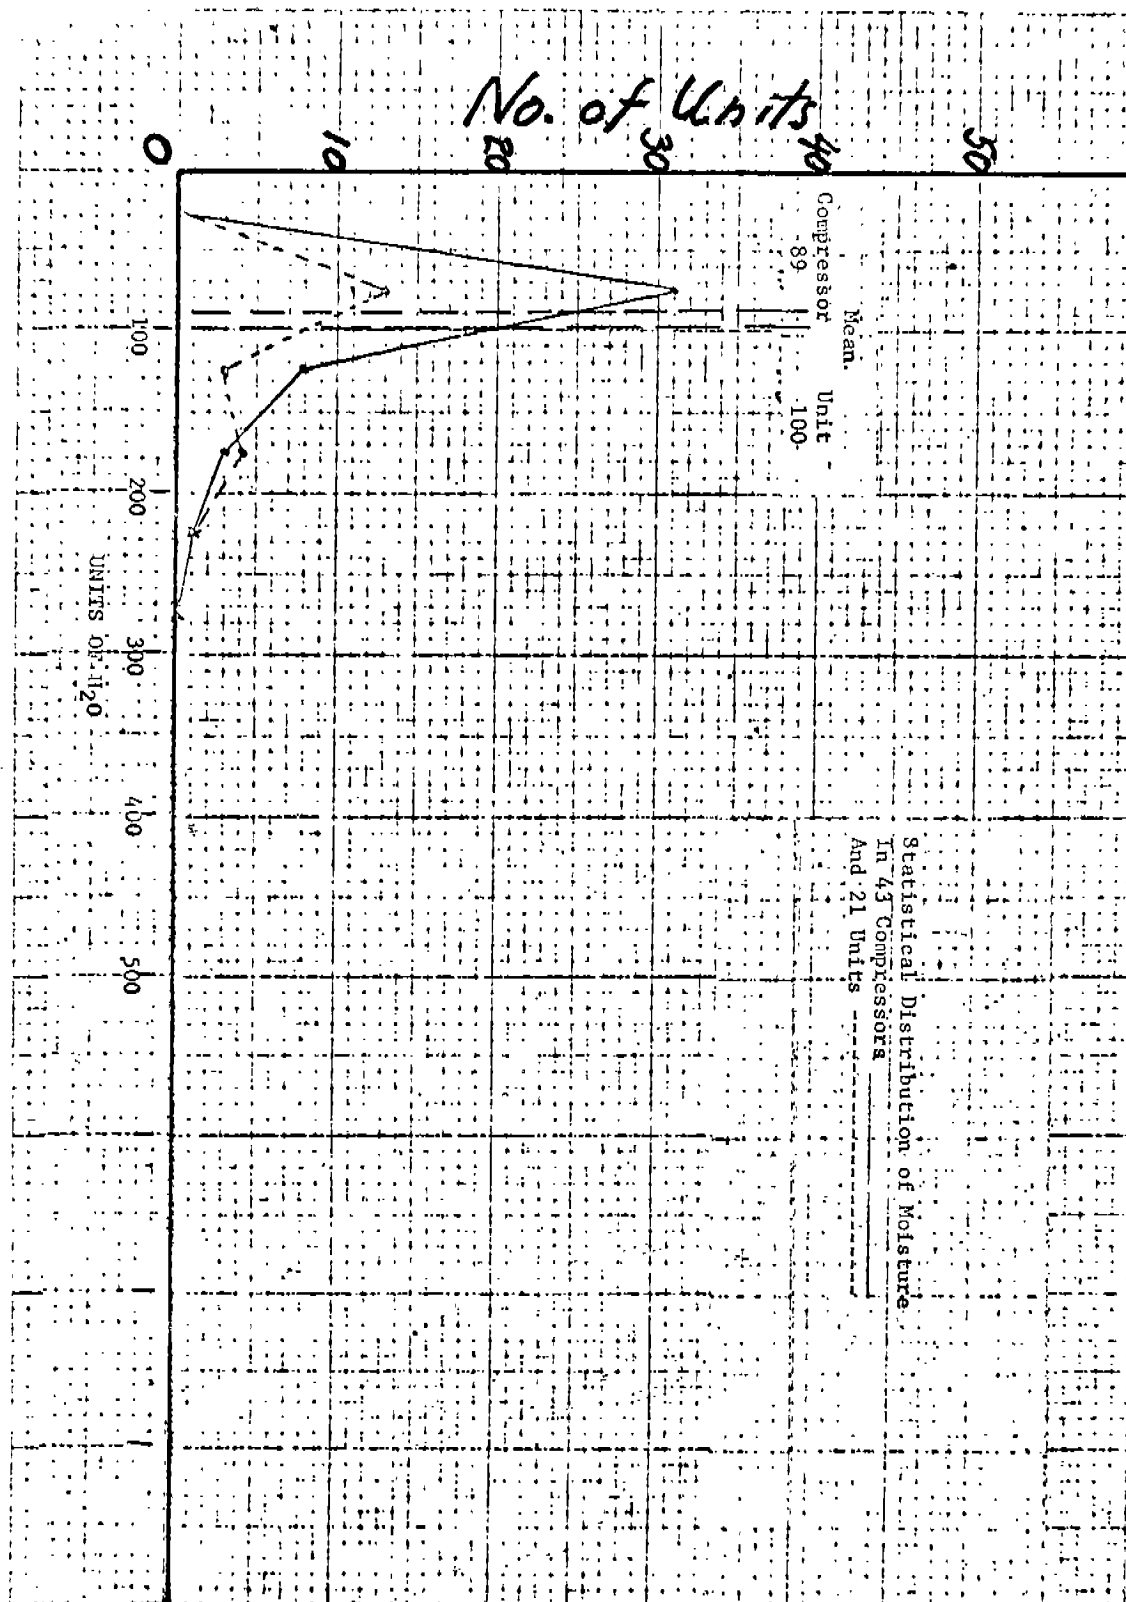 No. of Units
0
10
20
30
40
50
Mean.
Compressor Unit
89 100
100
200
300
400
500
UNITS OF H2O
Statistical Distribution of Moisture
In 43 Compressors
And 21 Units